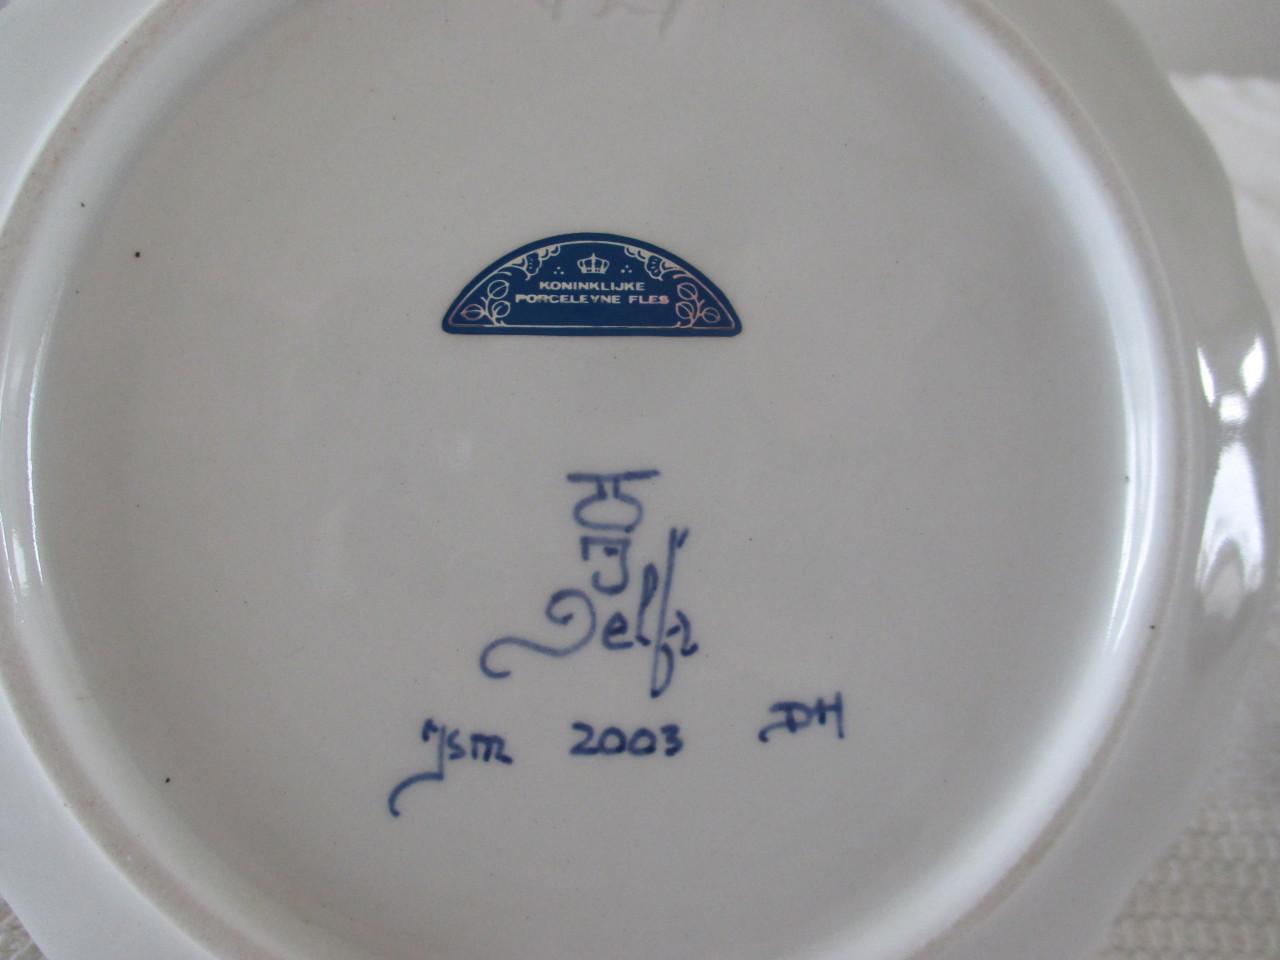 KONINKLIJKE
PORCELEYNE FLES
Delft
2003 DH